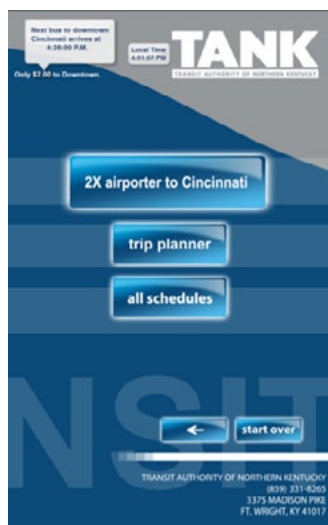 Next bus to downtown
Cincinnati arrives at
4:39:00 P.M.
Local Time
4:01:07 PM
TANK
TRANSIT AUTHORITY OF NORTHERN KENTUCKY
Only $2.00 to Downtown.
2X airporter to Cincinnati
trip planner
all schedules
NSIT
start over
TRANSIT AUTHORITY OF NORTHERN KENTUCKY
(859) 331-8265
3375 MADISON PIKE
FT. WRIGHT, KY 41017